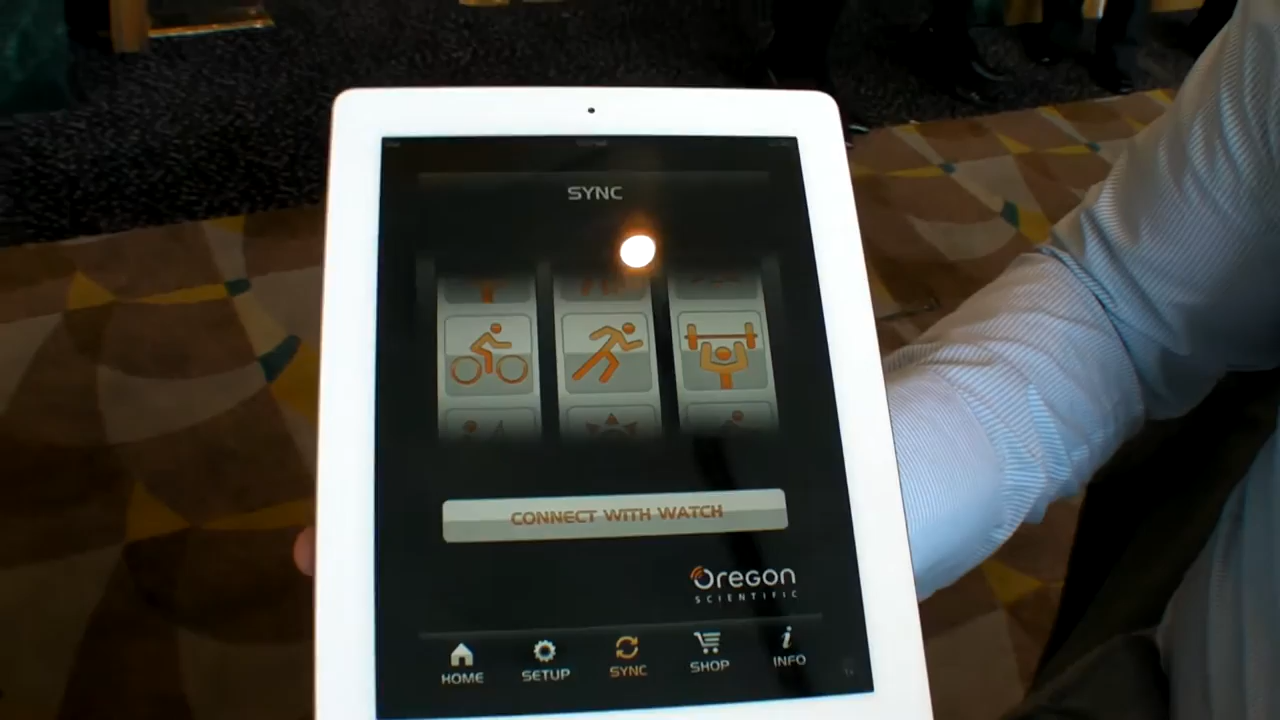 SYNC
CONNECT WITH WATCH
Oregon
SCIENTIFIC
HOME SETUP SYNC SHOP INFO